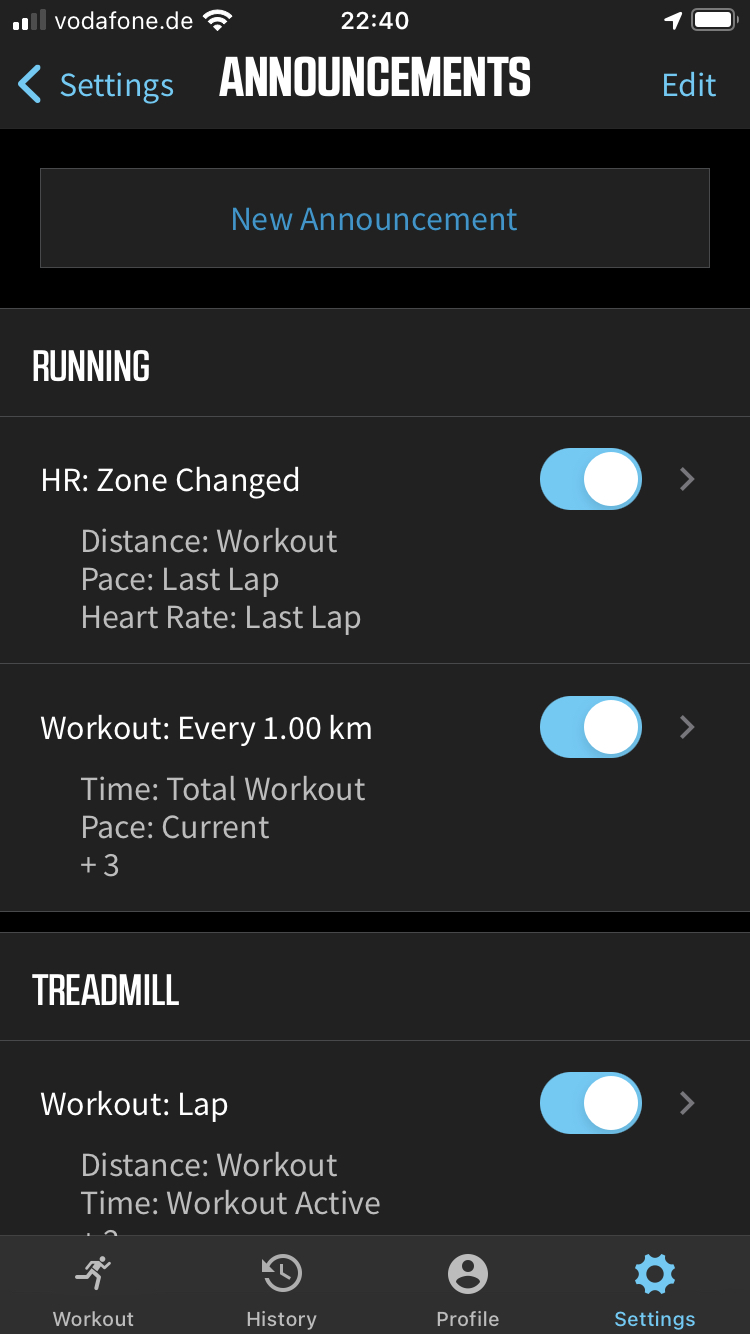 vodafone.de
22:40
Settings
ANNOUNCEMENTS
Edit
New Announcement
RUNNING
HR: Zone Changed
Distance: Workout
Pace: Last Lap
Heart Rate: Last Lap
Workout: Every 1.00 km
Time: Total Workout
Pace: Current
+ 3
TREADMILL
Workout: Lap
Distance: Workout
Time: Workout Active
Workout
History
Profile
Settings